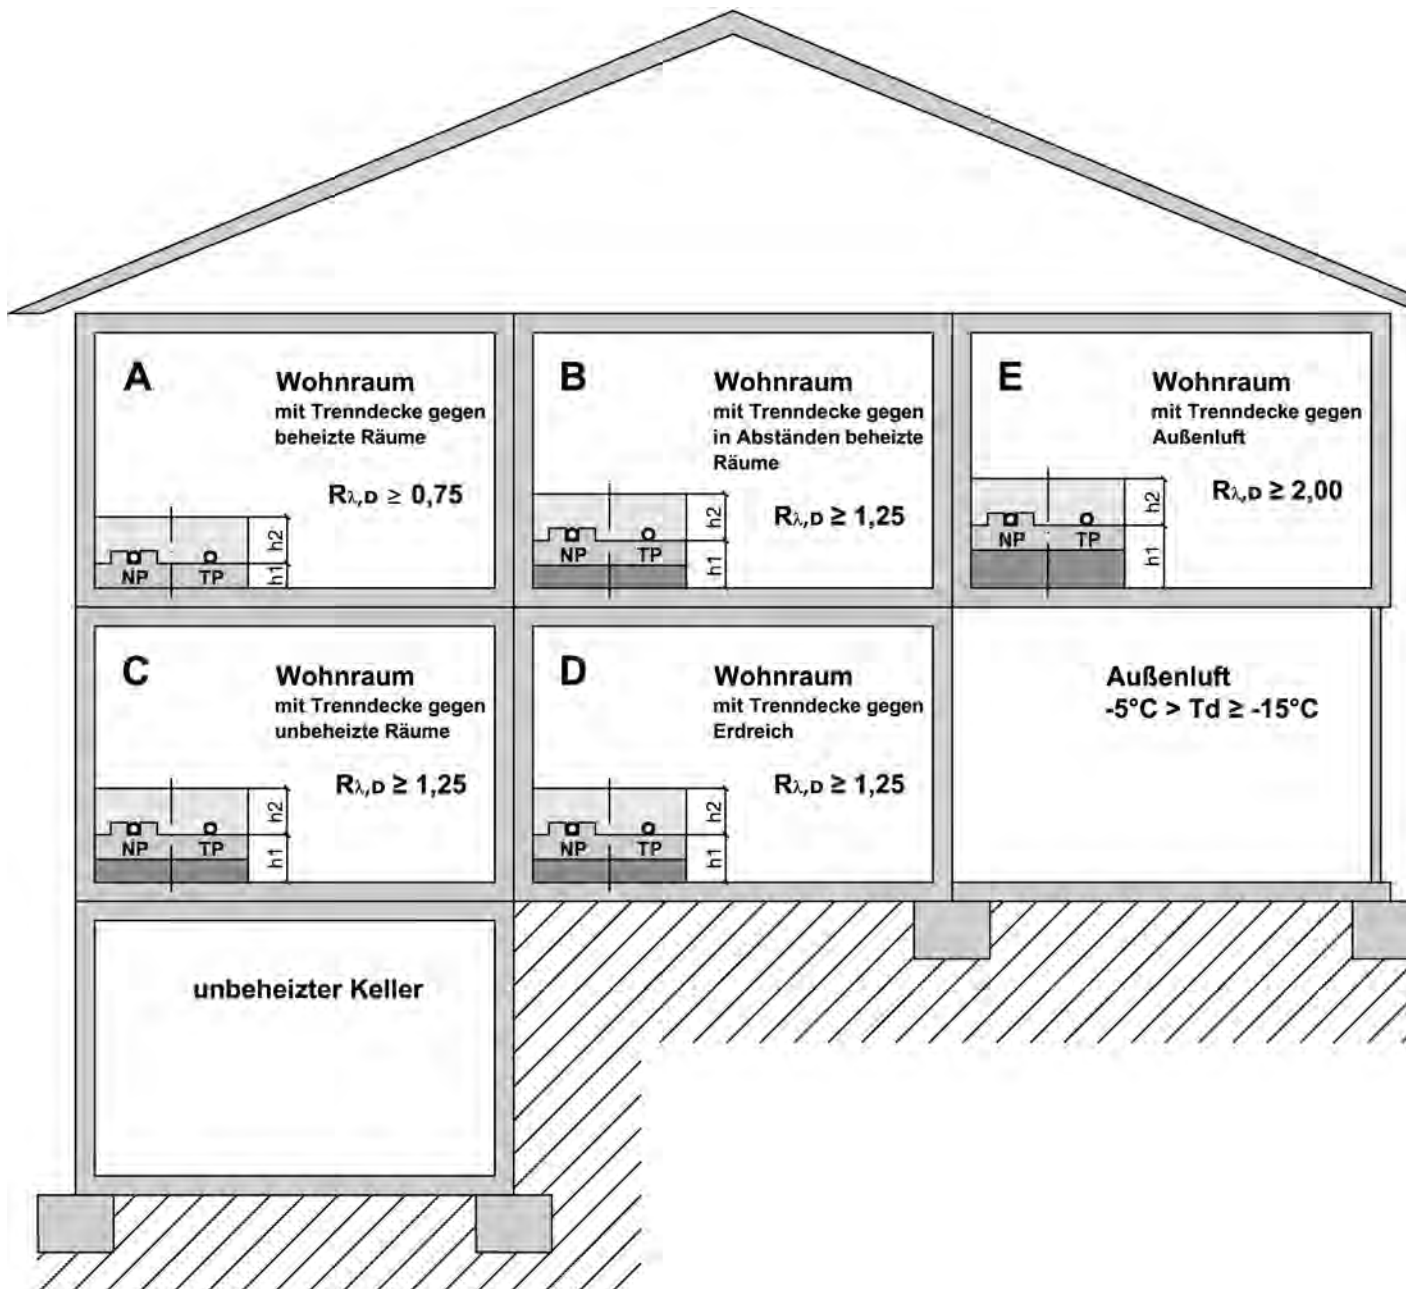 A
Wohnraum
mit Trenndecke gegen
beheizte Räume
Rλ,D ≥ 0,75
h2
h1
NP
TP
B
Wohnraum
mit Trenndecke gegen
in Abständen beheizte
Räume
Rλ,D ≥ 1,25
h2
h1
NP
TP
E
Wohnraum
mit Trenndecke gegen
Außenluft
Rλ,D ≥ 2,00
h2
h1
NP
TP
C
Wohnraum
mit Trenndecke gegen
unbeheizte Räume
Rλ,D ≥ 1,25
h2
h1
NP
TP
D
Wohnraum
mit Trenndecke gegen
Erdreich
Rλ,D ≥ 1,25
h2
h1
NP
TP
Außenluft
-5°C > Td ≥ -15°C
unbeheizter Keller